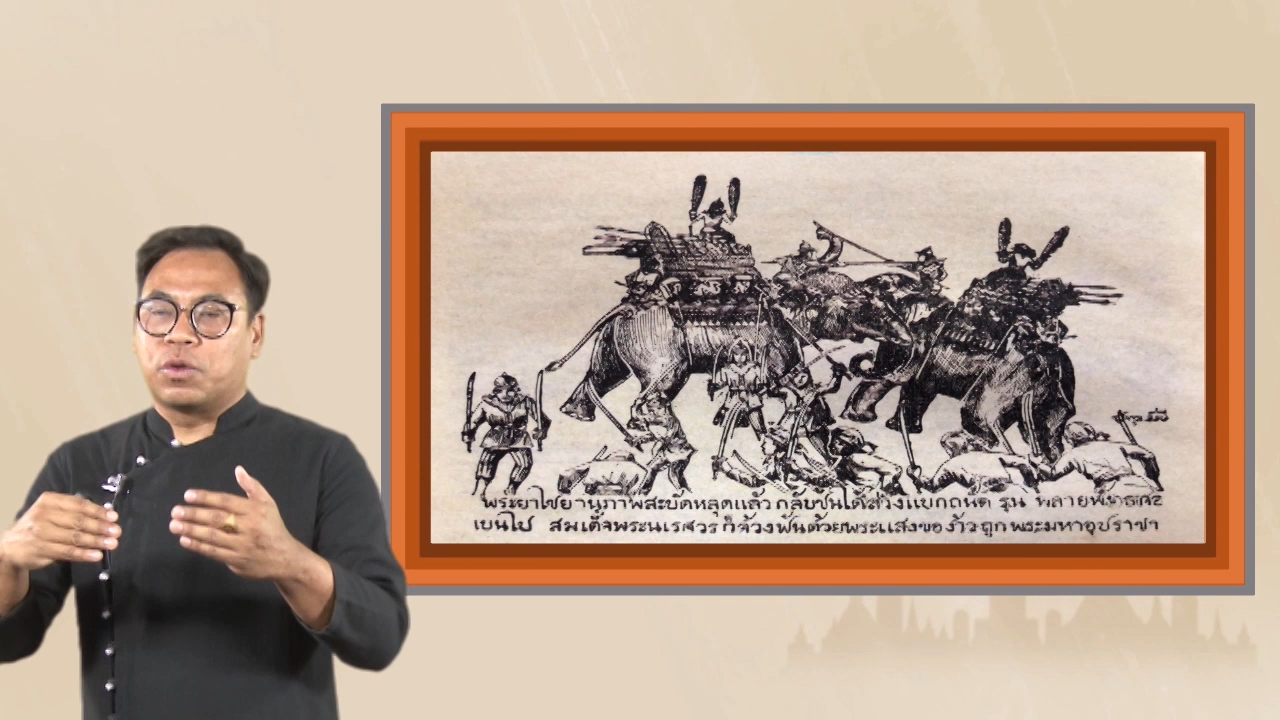 พระยาไชยานุภาพสะบัดหลุดแล้วกลับชนได้ล่างแบกถนัด รุน พลายพัทธกอ
เบนไป สมเด็จพระนเรศวรก็จ้วงฟันด้วยพระแสงของ้าวถูกพระมหาอุปราชา